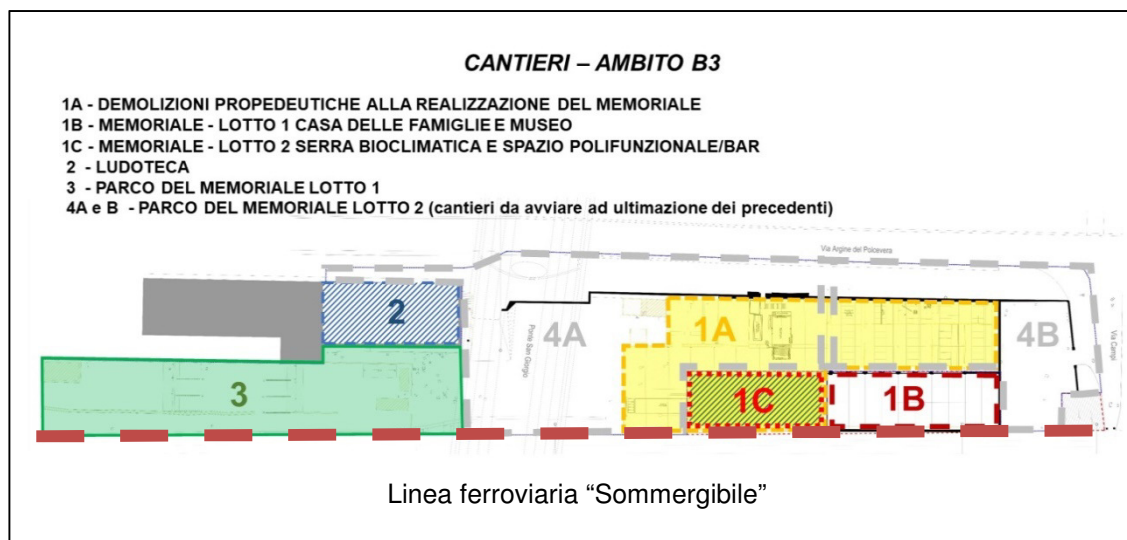 CANTIERI – AMBITO B3
1A - DEMOLIZIONI PROPEDEUTICHE ALLA REALIZZAZIONE DEL MEMORIALE
1B - MEMORIALE - LOTTO 1 CASA DELLE FAMIGLIE E MUSEO
1C - MEMORIALE - LOTTO 2 SERRA BIOCLIMATICA E SPAZIO POLIFUNZIONALE/BAR
2 - LUDOTECA
3 - PARCO DEL MEMORIALE LOTTO 1
4A e B - PARCO DEL MEMORIALE LOTTO 2 (cantieri da avviare ad ultimazione dei precedenti)
Via Argine del Polcevera
2
Ponte San Giorgio
4A
1A
4B
Via Campi
3
1C
1B
Linea ferroviaria “Sommergibile”